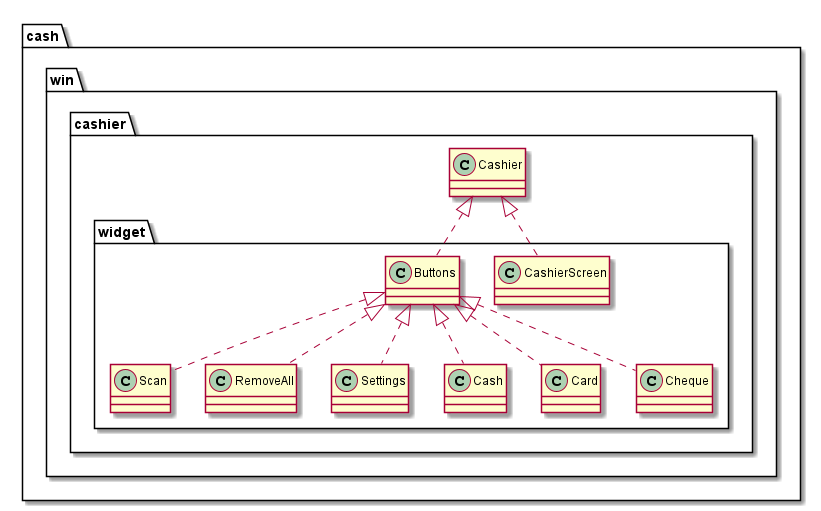 cash
win
cashier
C Cashier
widget
C Buttons
C CashierScreen
C Scan
C RemoveAll
C Settings
C Cash
C Card
C Cheque